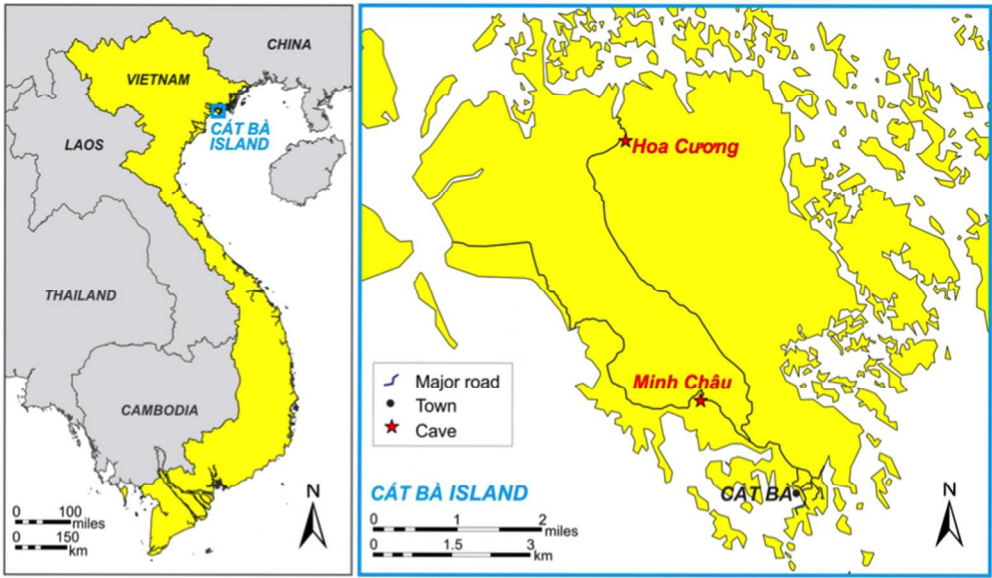 CHINA
VIETNAM
CÁT BÀ
ISLAND
LAOS
THAILAND
CAMBODIA
N
0 100
miles
0 150
km
Hoa Cương
Minh Châu
Major road
Town
Cave
CÁT BÀ
CÁT BÀ ISLAND
0 1 2
miles
0 1.5 3
km
N